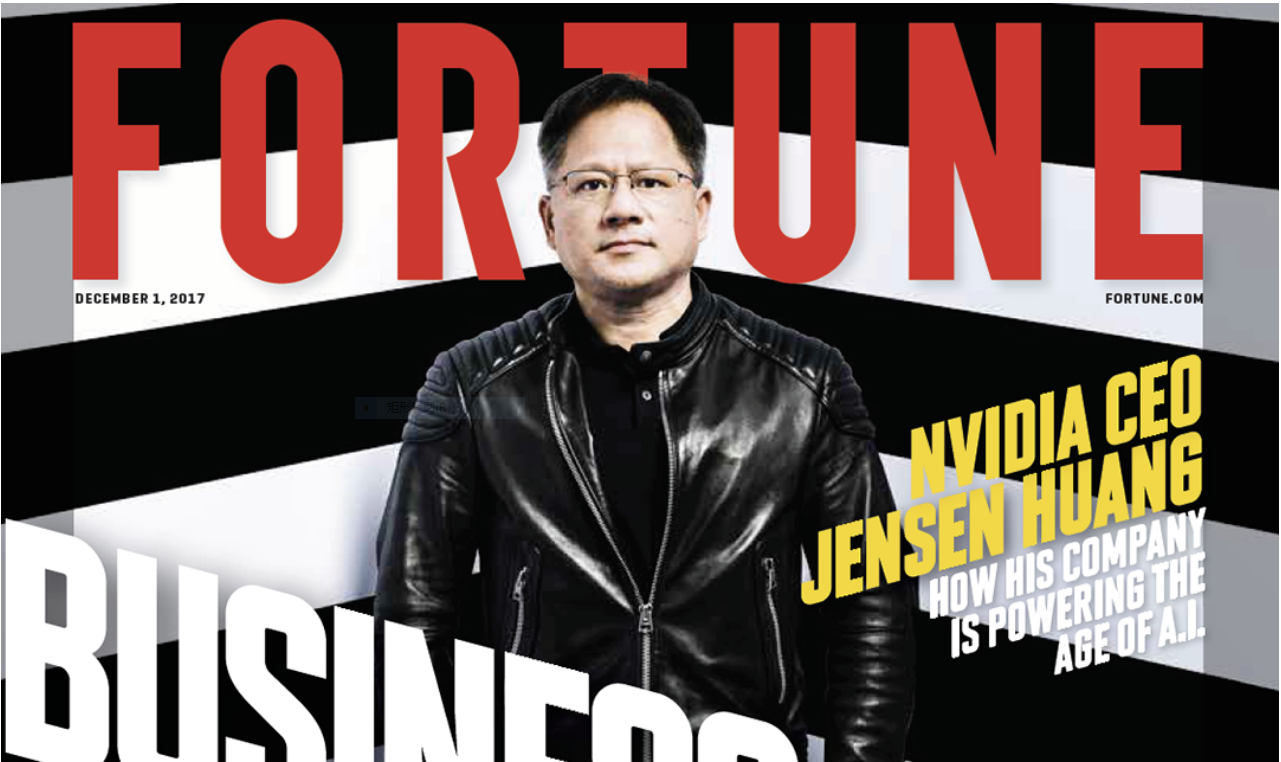 FORTUNE
DECEMBER 1, 2017
FORTUNE.COM
NVIDIA CEO
JENSEN HUANG
HOW HIS COMPANY
IS POWERING THE
AGE OF A.I.